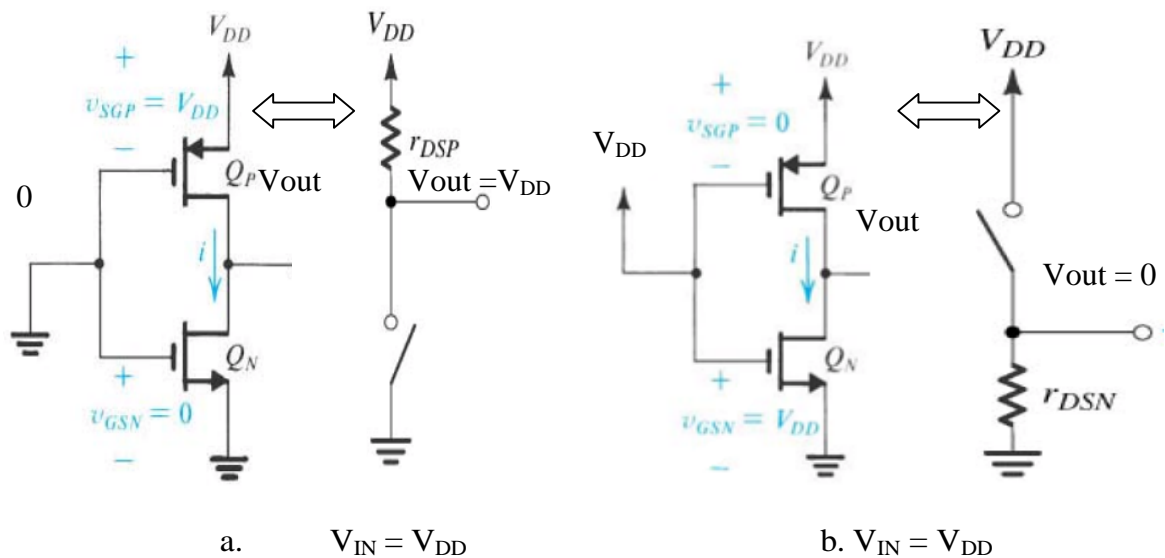 V_DD
V_DD
+
v_SGP = V_DD
−
r_DSP
Q_P Vout
Vout =V_DD
0
i
Q_N
+
v_GSN = 0
−
a. V_IN = V_DD
V_DD
V_DD
+
v_SGP = 0
−
V_DD
Q_P
Vout
i
Vout = 0
Q_N
+
v_GSN = V_DD
−
r_DSN
b. V_IN = V_DD